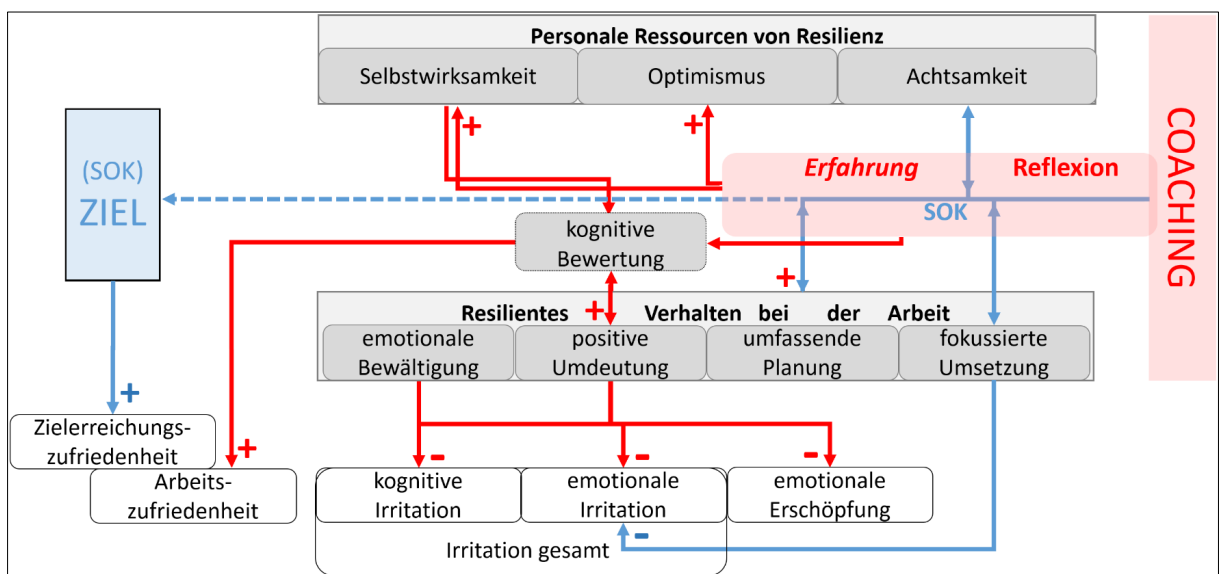 Personale Ressourcen von Resilienz
Selbstwirksamkeit
Optimismus
Achtsamkeit
COACHING
+
+
(SOK)
ZIEL
Erfahrung
Reflexion
SOK
kognitive
Bewertung
+
+
Resilientes Verhalten bei der Arbeit
emotionale
Bewältigung
positive
Umdeutung
umfassende
Planung
fokussierte
Umsetzung
+
Zielerreichungs-
zufriedenheit
+
Arbeits-
zufriedenheit
-
-
-
kognitive
Irritation
emotionale
Irritation
emotionale
Erschöpfung
-
Irritation gesamt